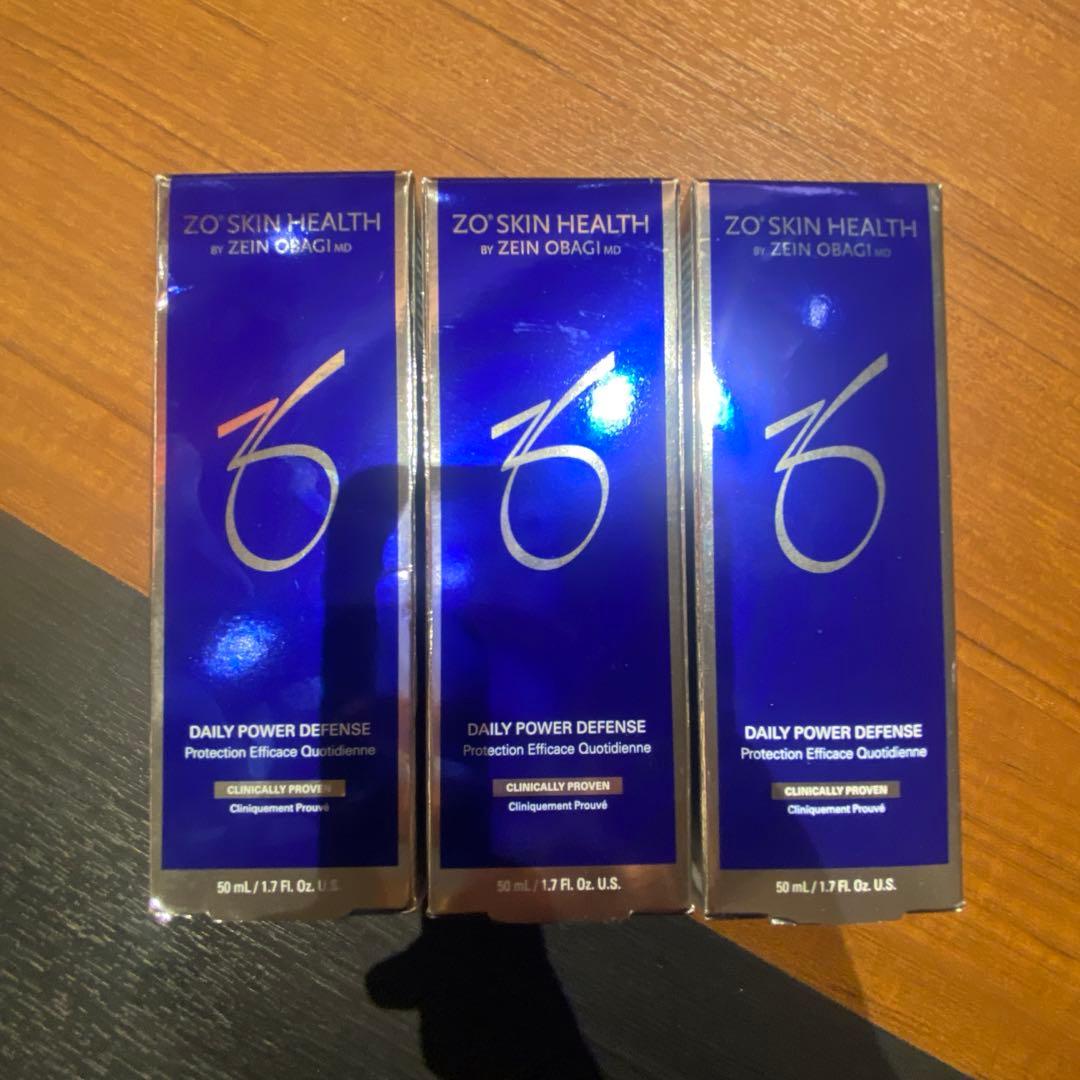 ZO® SKIN HEALTH
BY ZEIN OBAGI MD
DAILY POWER DEFENSE
Protection Efficace Quotidienne
CLINICALLY PROVEN
Cliniquement Prouvé
50 mL / 1.7 Fl. Oz. U.S.
ZO® SKIN HEALTH
BY ZEIN OBAGI MD
DAILY POWER DEFENSE
Protection Efficace Quotidienne
CLINICALLY PROVEN
Cliniquement Prouvé
50 mL / 1.7 Fl. Oz. U.S.
ZO® SKIN HEALTH
BY ZEIN OBAGI MD
DAILY POWER DEFENSE
Protection Efficace Quotidienne
CLINICALLY PROVEN
Cliniquement Prouvé
50 mL / 1.7 Fl. Oz. U.S.